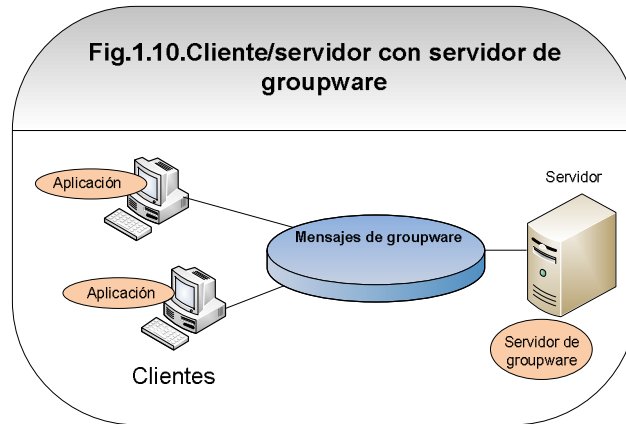 Fig.1.10.Cliente/servidor con servidor de
groupware
Aplicación
Servidor
Mensajes de groupware
Aplicación
Servidor de
groupware
Clientes